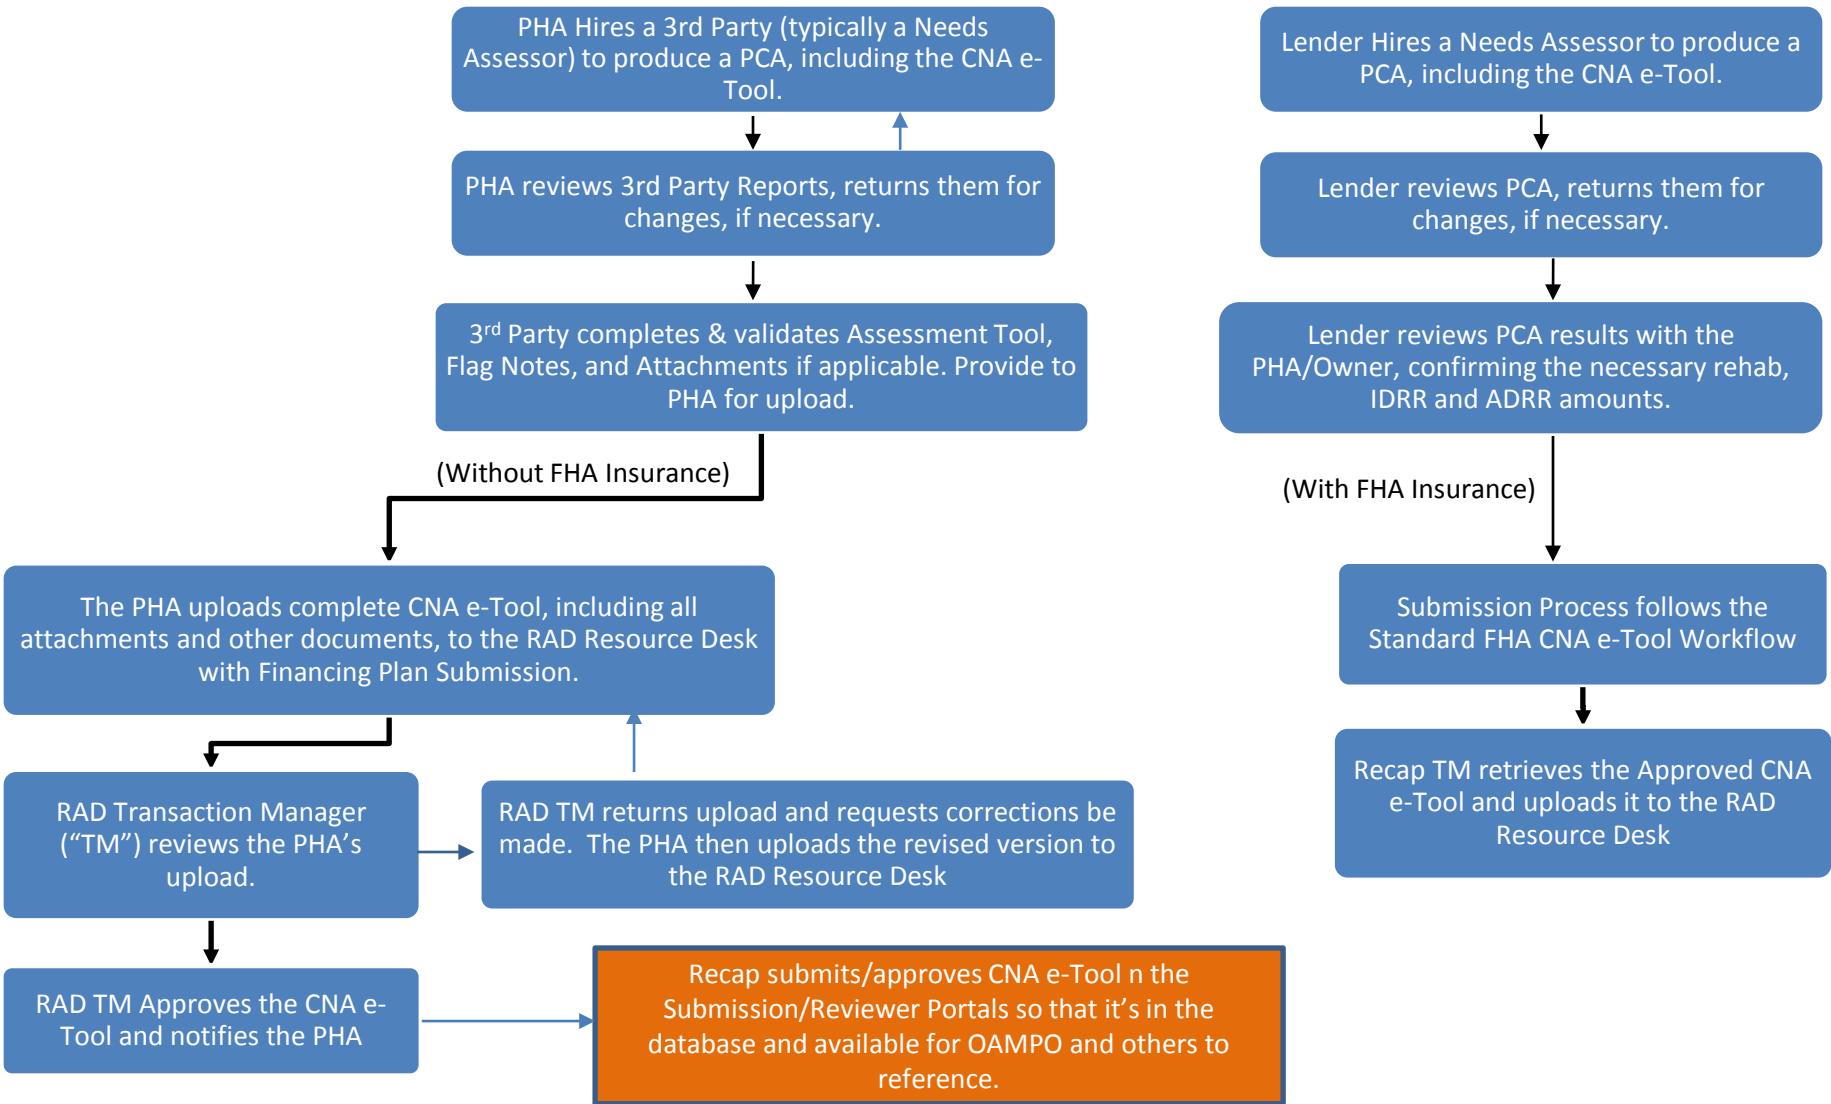 PHA Hires a 3rd Party (typically a Needs
Assessor) to produce a PCA, including the CNA e-
Tool.
PHA reviews 3rd Party Reports, returns them for
changes, if necessary.
3rd Party completes & validates Assessment Tool,
Flag Notes, and Attachments if applicable. Provide to
PHA for upload.
(Without FHA Insurance)
The PHA uploads complete CNA e-Tool, including all
attachments and other documents, to the RAD Resource Desk
with Financing Plan Submission.
RAD Transaction Manager
(“TM”) reviews the PHA’s
upload.
RAD TM returns upload and requests corrections be
made.  The PHA then uploads the revised version to
the RAD Resource Desk
RAD TM Approves the CNA e-
Tool and notifies the PHA
Recap submits/approves CNA e-Tool n the
Submission/Reviewer Portals so that it’s in the
database and available for OAMPO and others to
reference.
Lender Hires a Needs Assessor to produce a
PCA, including the CNA e-Tool.
Lender reviews PCA, returns them for
changes, if necessary.
Lender reviews PCA results with the
PHA/Owner, confirming the necessary rehab,
IDRR and ADRR amounts.
(With FHA Insurance)
Submission Process follows the
Standard FHA CNA e-Tool Workflow
Recap TM retrieves the Approved CNA
e-Tool and uploads it to the RAD
Resource Desk